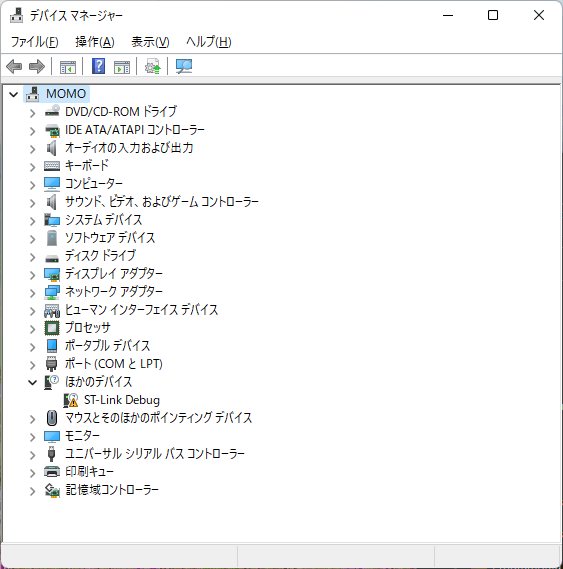 デバイス マネージャー
ファイル(F) 操作(A) 表示(V) ヘルプ(H)
MOMO
DVD/CD-ROM ドライブ
IDE ATA/ATAPI コントローラー
オーディオの入力および出力
キーボード
コンピューター
サウンド、ビデオ、およびゲーム コントローラー
システム デバイス
ソフトウェア デバイス
ディスク ドライブ
ディスプレイ アダプター
ネットワーク アダプター
ヒューマン インターフェイス デバイス
プロセッサ
ポータブル デバイス
ポート (COM と LPT)
ほかのデバイス
ST-Link Debug
マウスとそのほかのポインティング デバイス
モニター
ユニバーサル シリアル バス コントローラー
印刷キュー
記憶域コントローラー